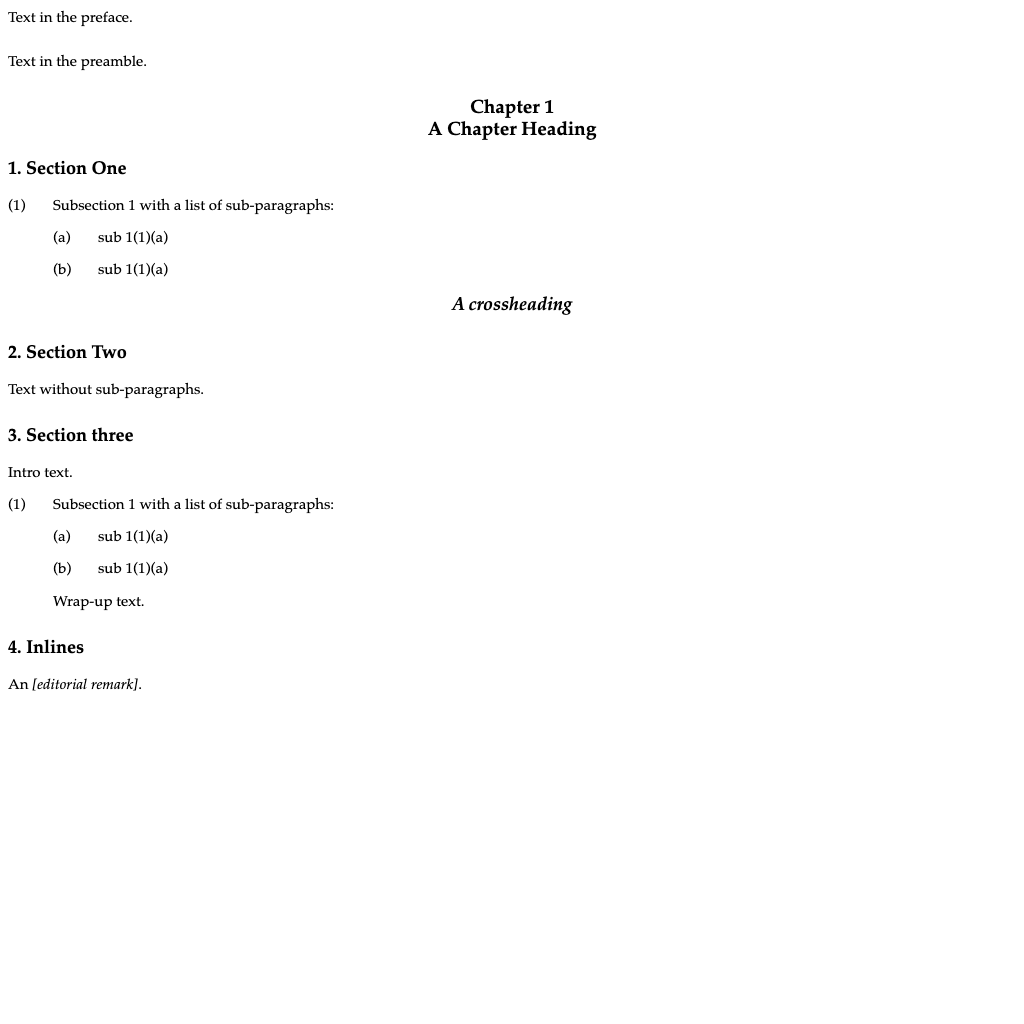 Text in the preface.
Text in the preamble.
Chapter 1
A Chapter Heading
1. Section One
(1) Subsection 1 with a list of sub-paragraphs:
(a) sub 1(1)(a)
(b) sub 1(1)(a)
A crossheading
2. Section Two
Text without sub-paragraphs.
3. Section three
Intro text.
(1) Subsection 1 with a list of sub-paragraphs:
(a) sub 1(1)(a)
(b) sub 1(1)(a)
Wrap-up text.
4. Inlines
An [editorial remark].